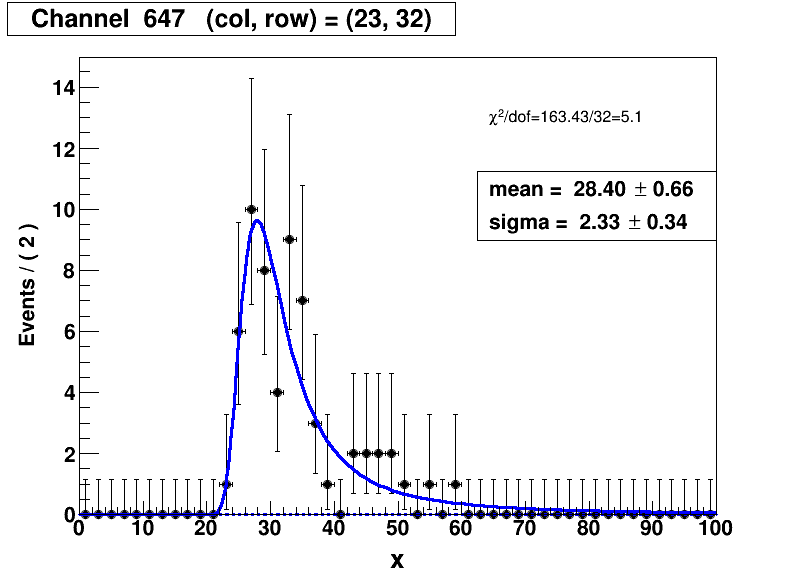 Channel 647 (col, row) = (23, 32)
χ²/dof=163.43/32=5.1
mean = 28.40 ± 0.66
sigma = 2.33 ± 0.34
Events / ( 2 )
14
12
10
8
6
4
2
0
0 10 20 30 40 50 60 70 80 90 100
x